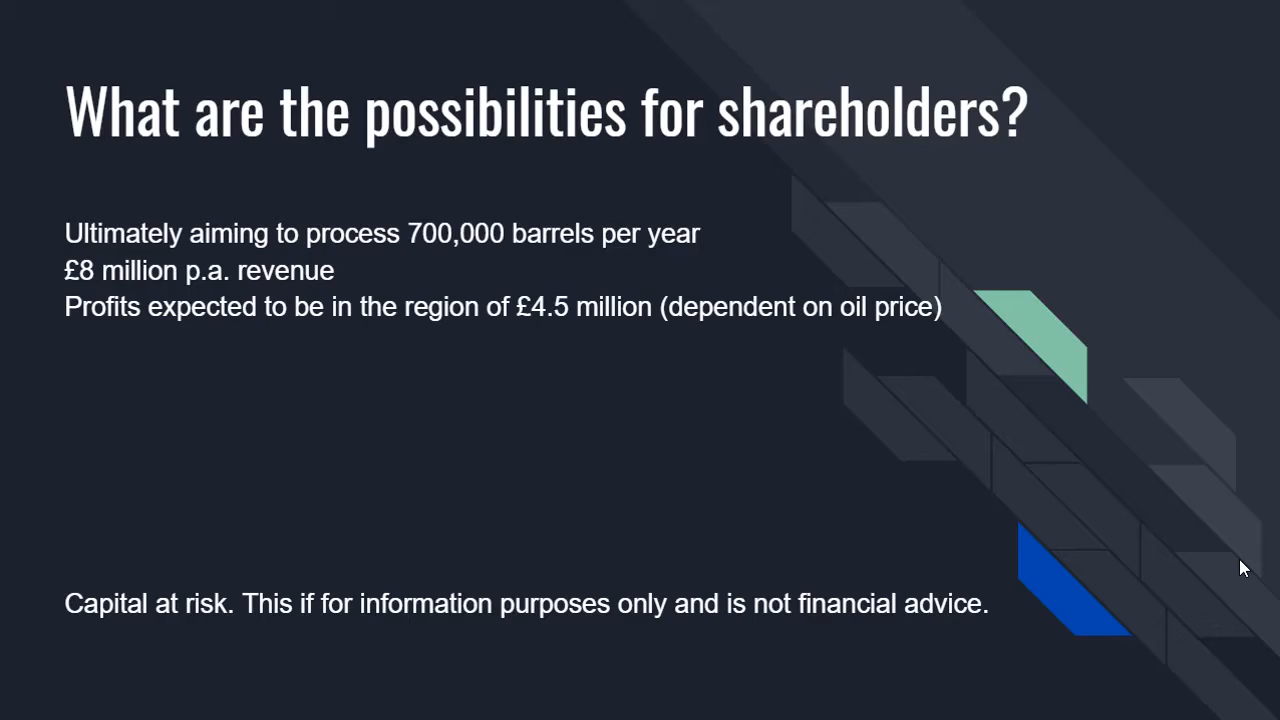 What are the possibilities for shareholders?
Ultimately aiming to process 700,000 barrels per year
£8 million p.a. revenue
Profits expected to be in the region of £4.5 million (dependent on oil price)
Capital at risk. This if for information purposes only and is not financial advice.